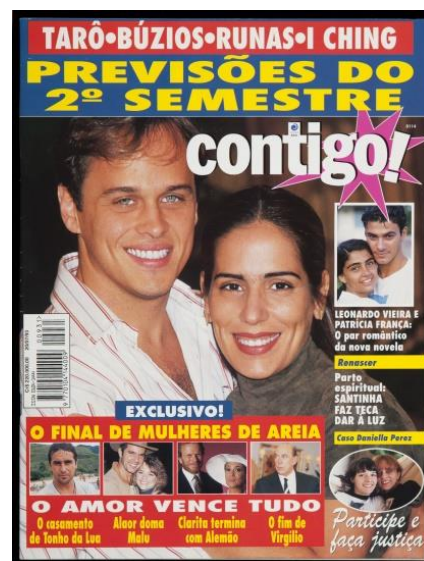 TARÔ•BÚZIOS•RUNAS•I CHING
PREVISÕES DO
2º SEMESTRE
contigo!
LEONARDO VIEIRA E
PATRÍCIA FRANÇA:
O par romântico
da nova novela
Renascer
Parto
espiritual:
SANTINHA
FAZ TECA
DAR À LUZ
Caso Daniella Perez
Participe e
faça justiça
EXCLUSIVO!
O FINAL DE MULHERES DE AREIA
O AMOR VENCE TUDO
O casamento
de Tonho da Lua
Alaor doma
Malu
Clarita termina
com Alemão
O fim de
Virgílio